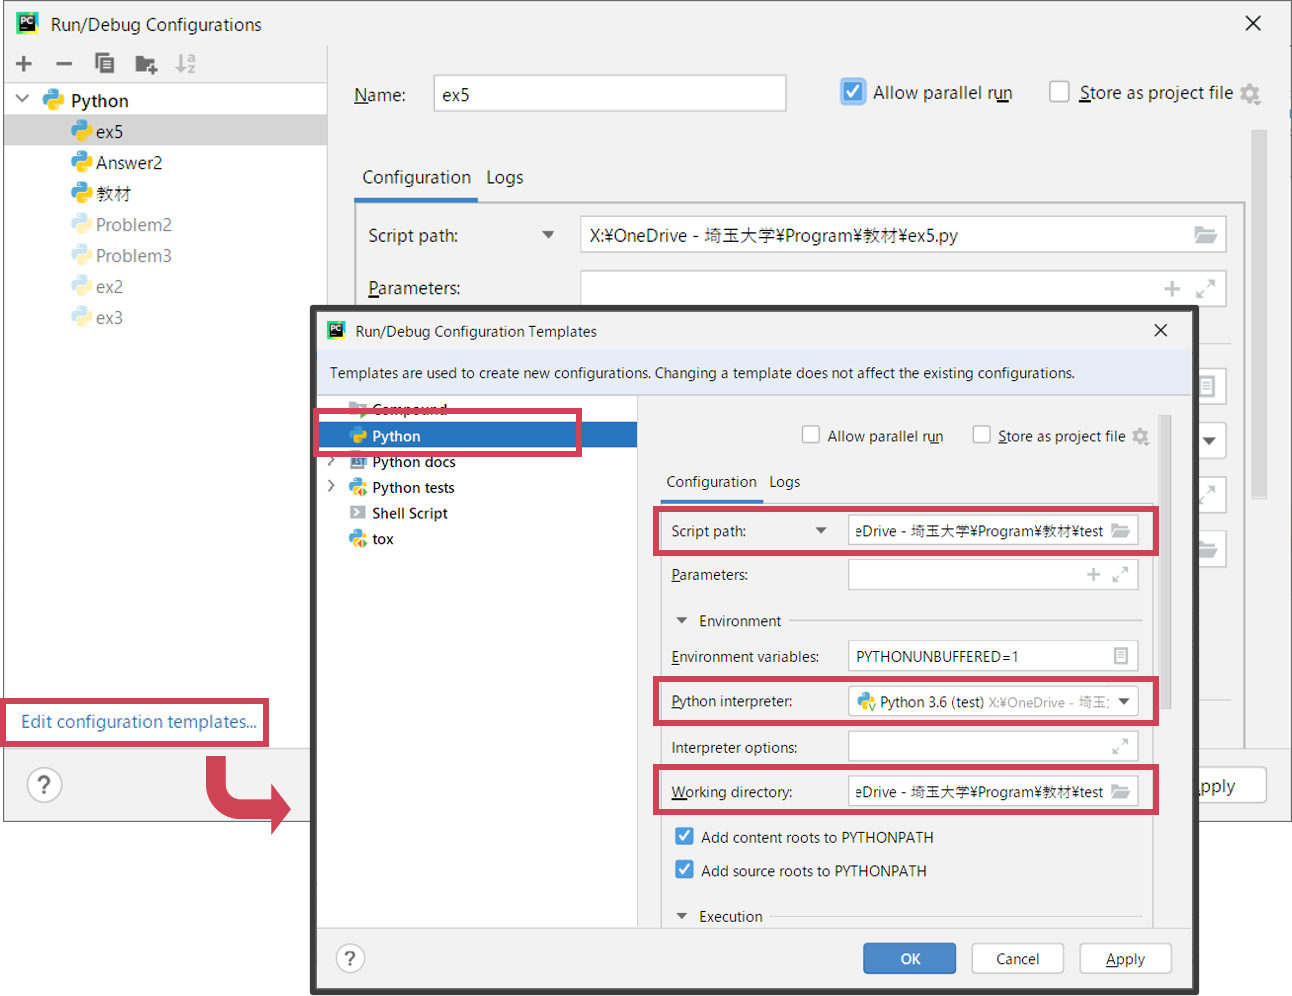 Run/Debug Configurations
Python
ex5
Answer2
教材
Problem2
Problem3
ex2
ex3
Edit configuration templates...
?
Name:
ex5
Allow parallel run
Store as project file
Configuration
Logs
Script path:
X:¥OneDrive - 埼玉大学¥Program¥教材¥ex5.py
Parameters:
Run/Debug Configuration Templates
Templates are used to create new configurations. Changing a template does not affect the existing configurations.
Compound
Python
Python docs
Python tests
Shell Script
tox
Allow parallel run
Store as project file
Configuration
Logs
Script path:
eDrive - 埼玉大学¥Program¥教材¥test
Parameters:
Environment
Environment variables:
PYTHONUNBUFFERED=1
Python interpreter:
Python 3.6 (test) X:¥OneDrive - 埼玉:
Interpreter options:
Working directory:
eDrive - 埼玉大学¥Program¥教材¥test
Add content roots to PYTHONPATH
Add source roots to PYTHONPATH
Execution
?
OK
Cancel
Apply
pply